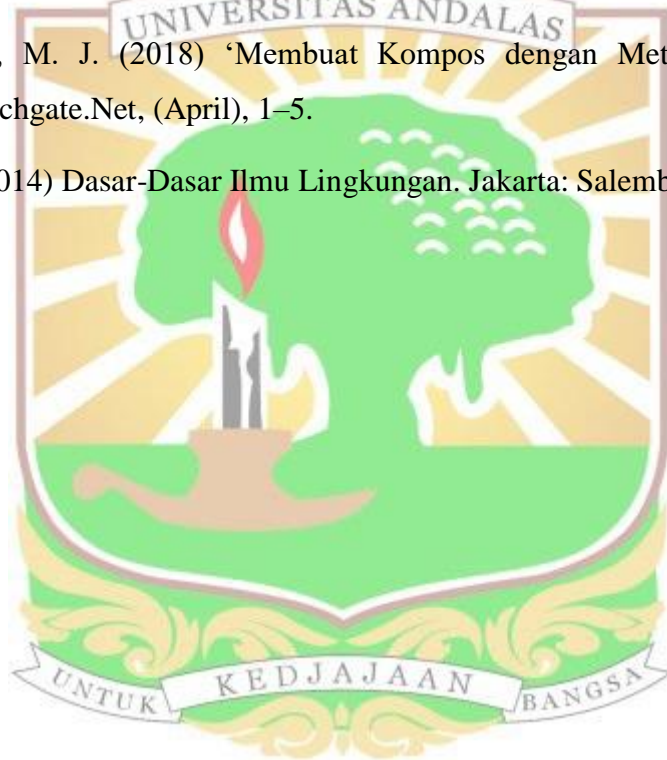 UNIVERSITAS ANDALAS
, M. J. (2018) ‘Membuat Kompos dengan Met
chgate.Net, (April), 1–5.
014) Dasar-Dasar Ilmu Lingkungan. Jakarta: Salemb
UNTUK KEDJAJAAN BANGSA